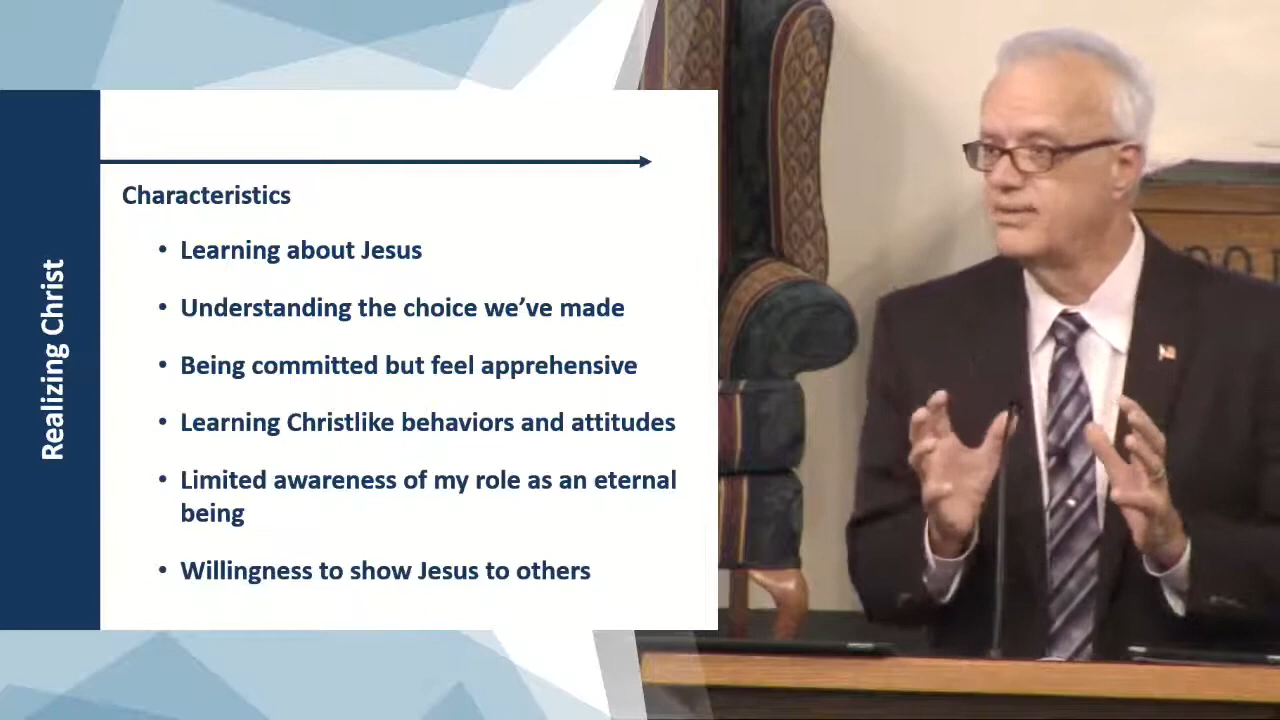 Realizing Christ
Characteristics
• Learning about Jesus
• Understanding the choice we’ve made
• Being committed but feel apprehensive
• Learning Christlike behaviors and attitudes
• Limited awareness of my role as an eternal
being
• Willingness to show Jesus to others